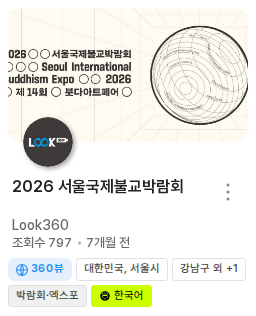 026 ○○서울국제불교박람회
○○○ Seoul International
uddhism Expo ○○ 2026
○ 제14회 ○ 붓다아트페어 ○
LOOK 360°
2026 서울국제불교박람회
Look360
조회수 797 • 7개월 전
360뷰 대한민국, 서울시 강남구 외 +1
박람회·엑스포 한국어